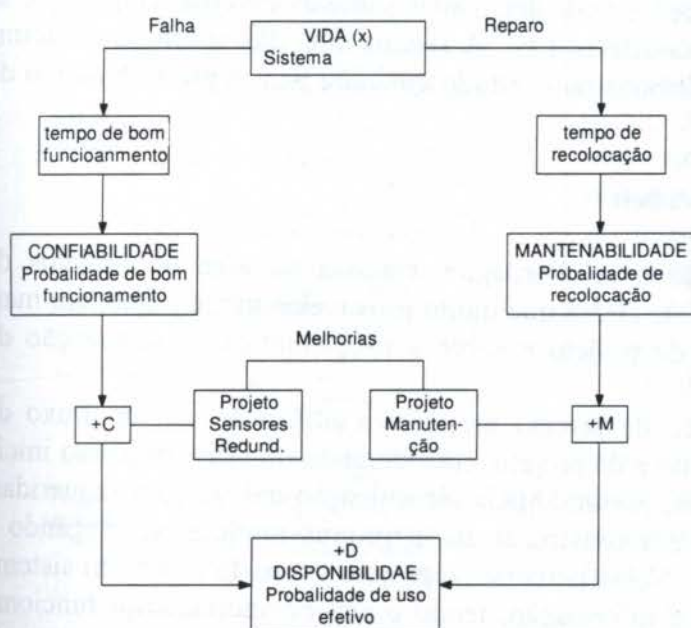 Falha
VIDA (x)
Sistema
Reparo
tempo de bom
funcioanmento
tempo de
recolocação
CONFIABILIDADE
Probalidade de bom
funcionamento
MANTENABILIDADE
Probalidade de
recolocação
Melhorias
+C
Projeto
Sensores
Redund.
Projeto
Manuten-
ção
+M
+D
DISPONIBILIDAE
Probalidade de uso
efetivo